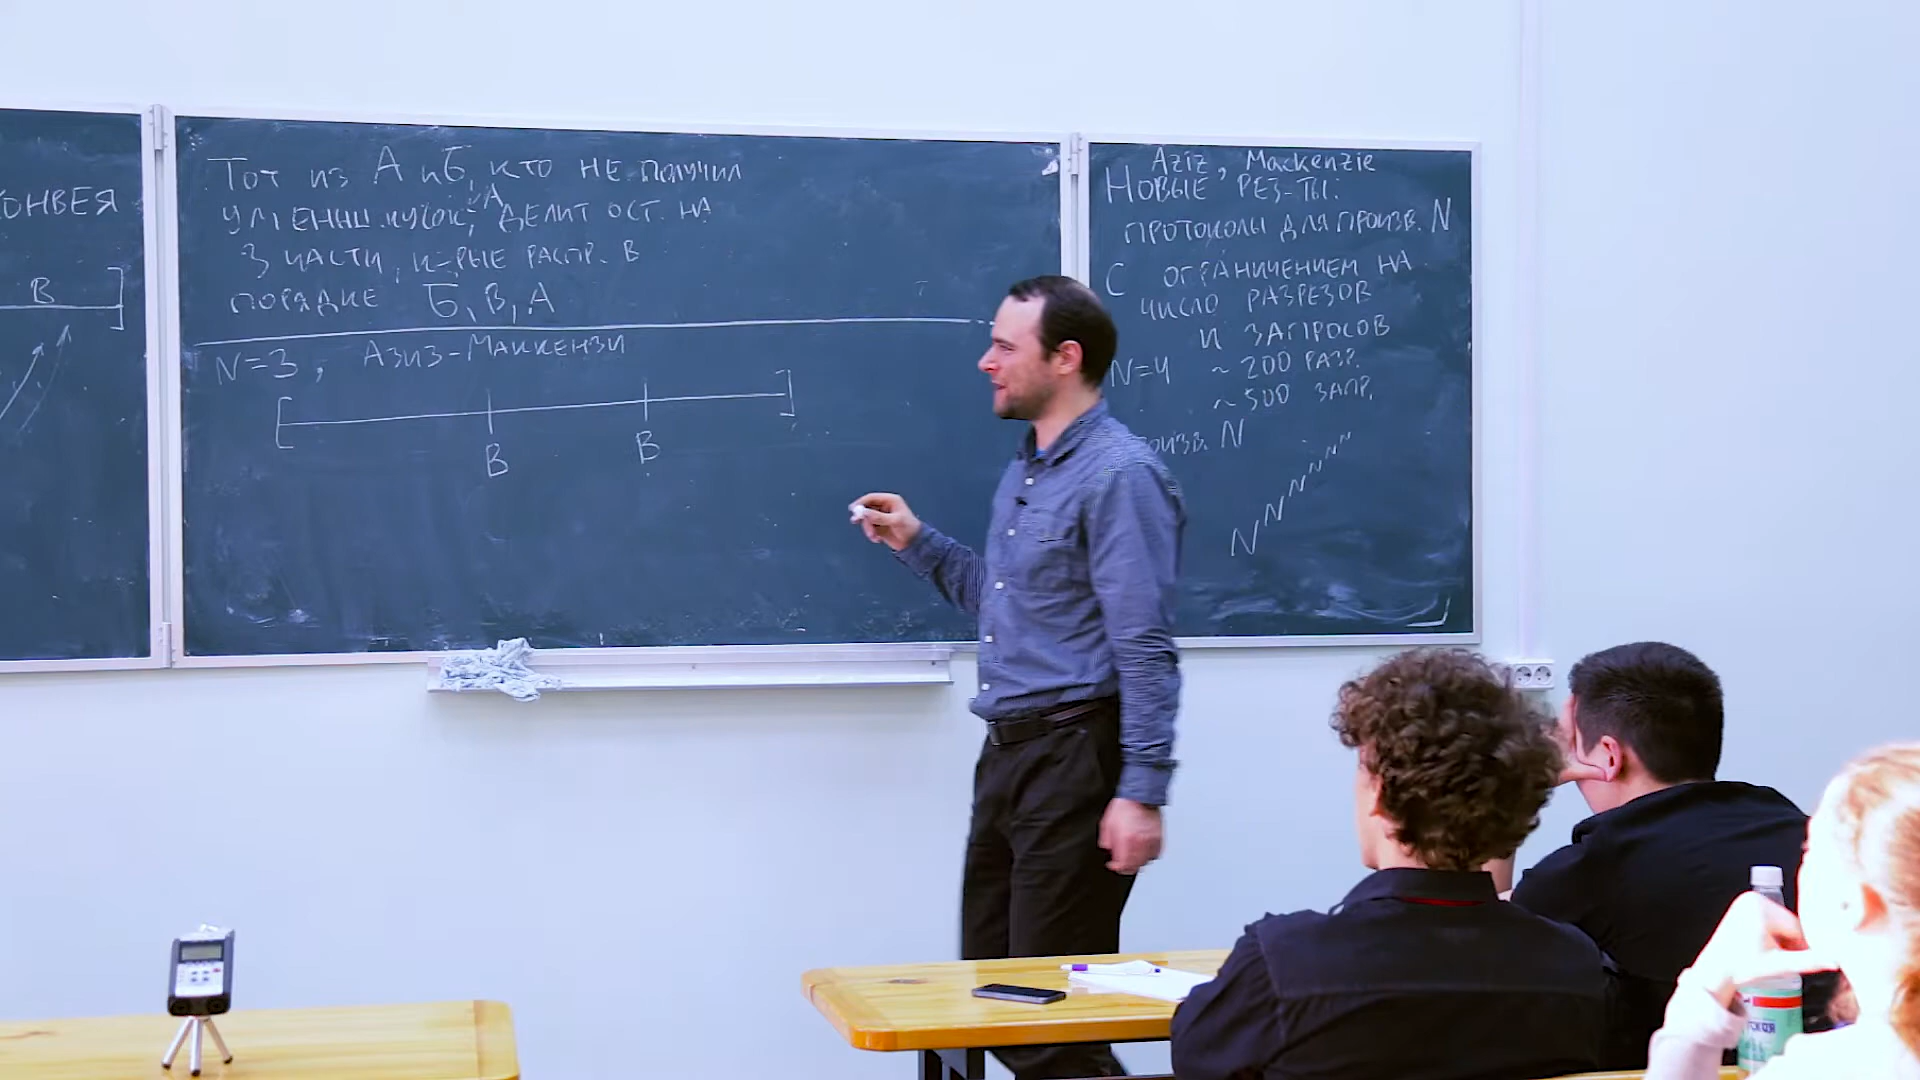 ОНВЕЯ
В
Тот из А и Б, кто не получил
уменьш. кусок, А делит ост. на
3 части, к-рые распр. в
порядке Б, В, А
N=3, Азиз-Маккензи
В В
Aziz, Mackenzie
Новые рез-ты:
протоколы для произв. N
с ограничением на
число разрезов
и запросов
N=4 ~200 разр.
~500 запр.
оизв. N
N N N N N N